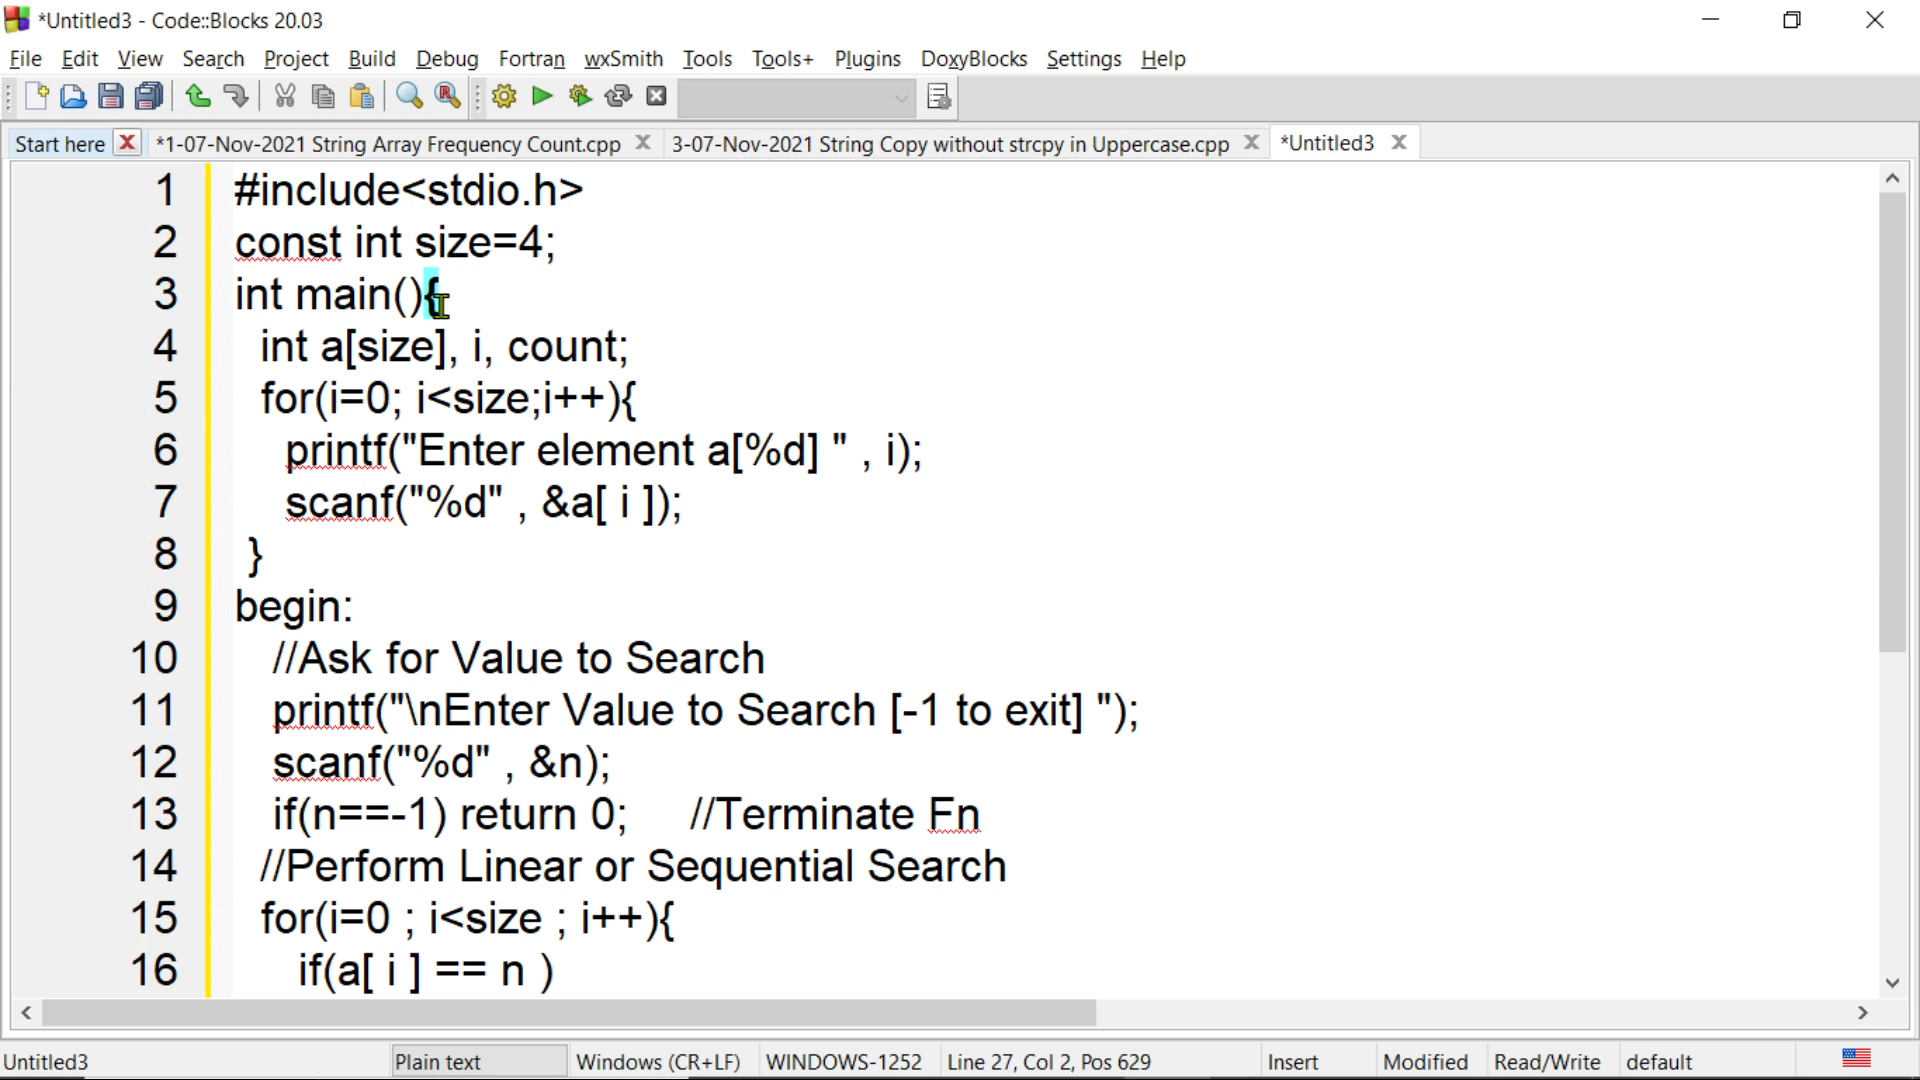 *Untitled3 - Code::Blocks 20.03
File Edit View Search Project Build Debug Fortran wxSmith Tools Tools+ Plugins DoxyBlocks Settings Help
Start here *1-07-Nov-2021 String Array Frequency Count.cpp 3-07-Nov-2021 String Copy without strcpy in Uppercase.cpp *Untitled3
1 #include<stdio.h>
2 const int size=4;
3 int main(){
4 int a[size], i, count;
5 for(i=0; i<size;i++){
6 printf("Enter element a[%d] " , i);
7 scanf("%d" , &a[ i ]);
8 }
9 begin:
10 //Ask for Value to Search
11 printf("\nEnter Value to Search [-1 to exit] ");
12 scanf("%d" , &n);
13 if(n==-1) return 0; //Terminate Fn
14 //Perform Linear or Sequential Search
15 for(i=0 ; i<size ; i++){
16 if(a[ i ] == n )
Untitled3 Plain text Windows (CR+LF) WINDOWS-1252 Line 27, Col 2, Pos 629 Insert Modified Read/Write default